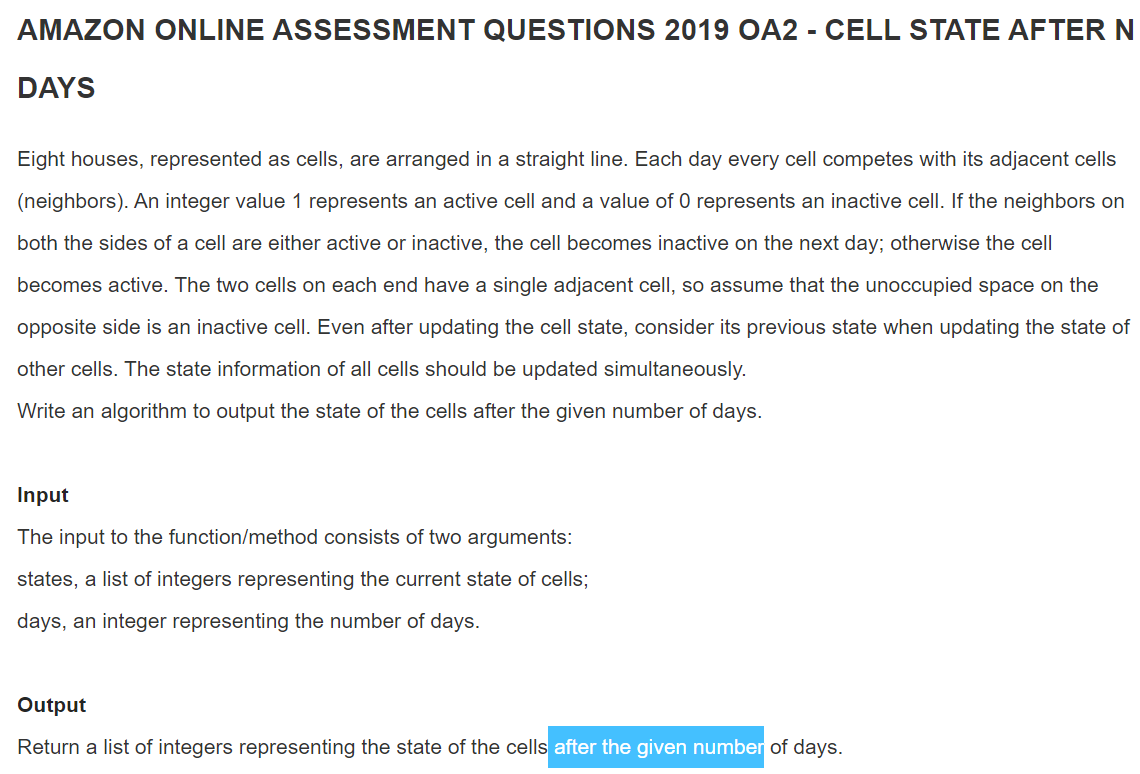 AMAZON ONLINE ASSESSMENT QUESTIONS 2019 OA2 - CELL STATE AFTER N
DAYS
Eight houses, represented as cells, are arranged in a straight line. Each day every cell competes with its adjacent cells
(neighbors). An integer value 1 represents an active cell and a value of 0 represents an inactive cell. If the neighbors on
both the sides of a cell are either active or inactive, the cell becomes inactive on the next day; otherwise the cell
becomes active. The two cells on each end have a single adjacent cell, so assume that the unoccupied space on the
opposite side is an inactive cell. Even after updating the cell state, consider its previous state when updating the state of
other cells. The state information of all cells should be updated simultaneously.
Write an algorithm to output the state of the cells after the given number of days.
Input
The input to the function/method consists of two arguments:
states, a list of integers representing the current state of cells;
days, an integer representing the number of days.
Output
Return a list of integers representing the state of the cells after the given number of days.